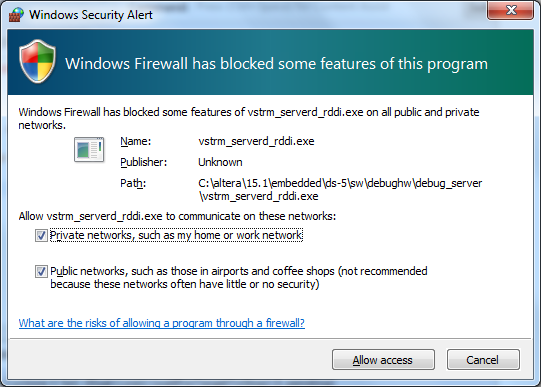 Windows Security Alert
Windows Firewall has blocked some features of this program
Windows Firewall has blocked some features of vstrm_serverd_rddi.exe on all public and private
networks.
Name: vstrm_serverd_rddi.exe
Publisher: Unknown
Path: C:\altera\15.1\embedded\ds-5\sw\debughw\debug_server
\vstrm_serverd_rddi.exe
Allow vstrm_serverd_rddi.exe to communicate on these networks:
Private networks, such as my home or work network
Public networks, such as those in airports and coffee shops (not recommended
because these networks often have little or no security)
What are the risks of allowing a program through a firewall?
Allow access Cancel